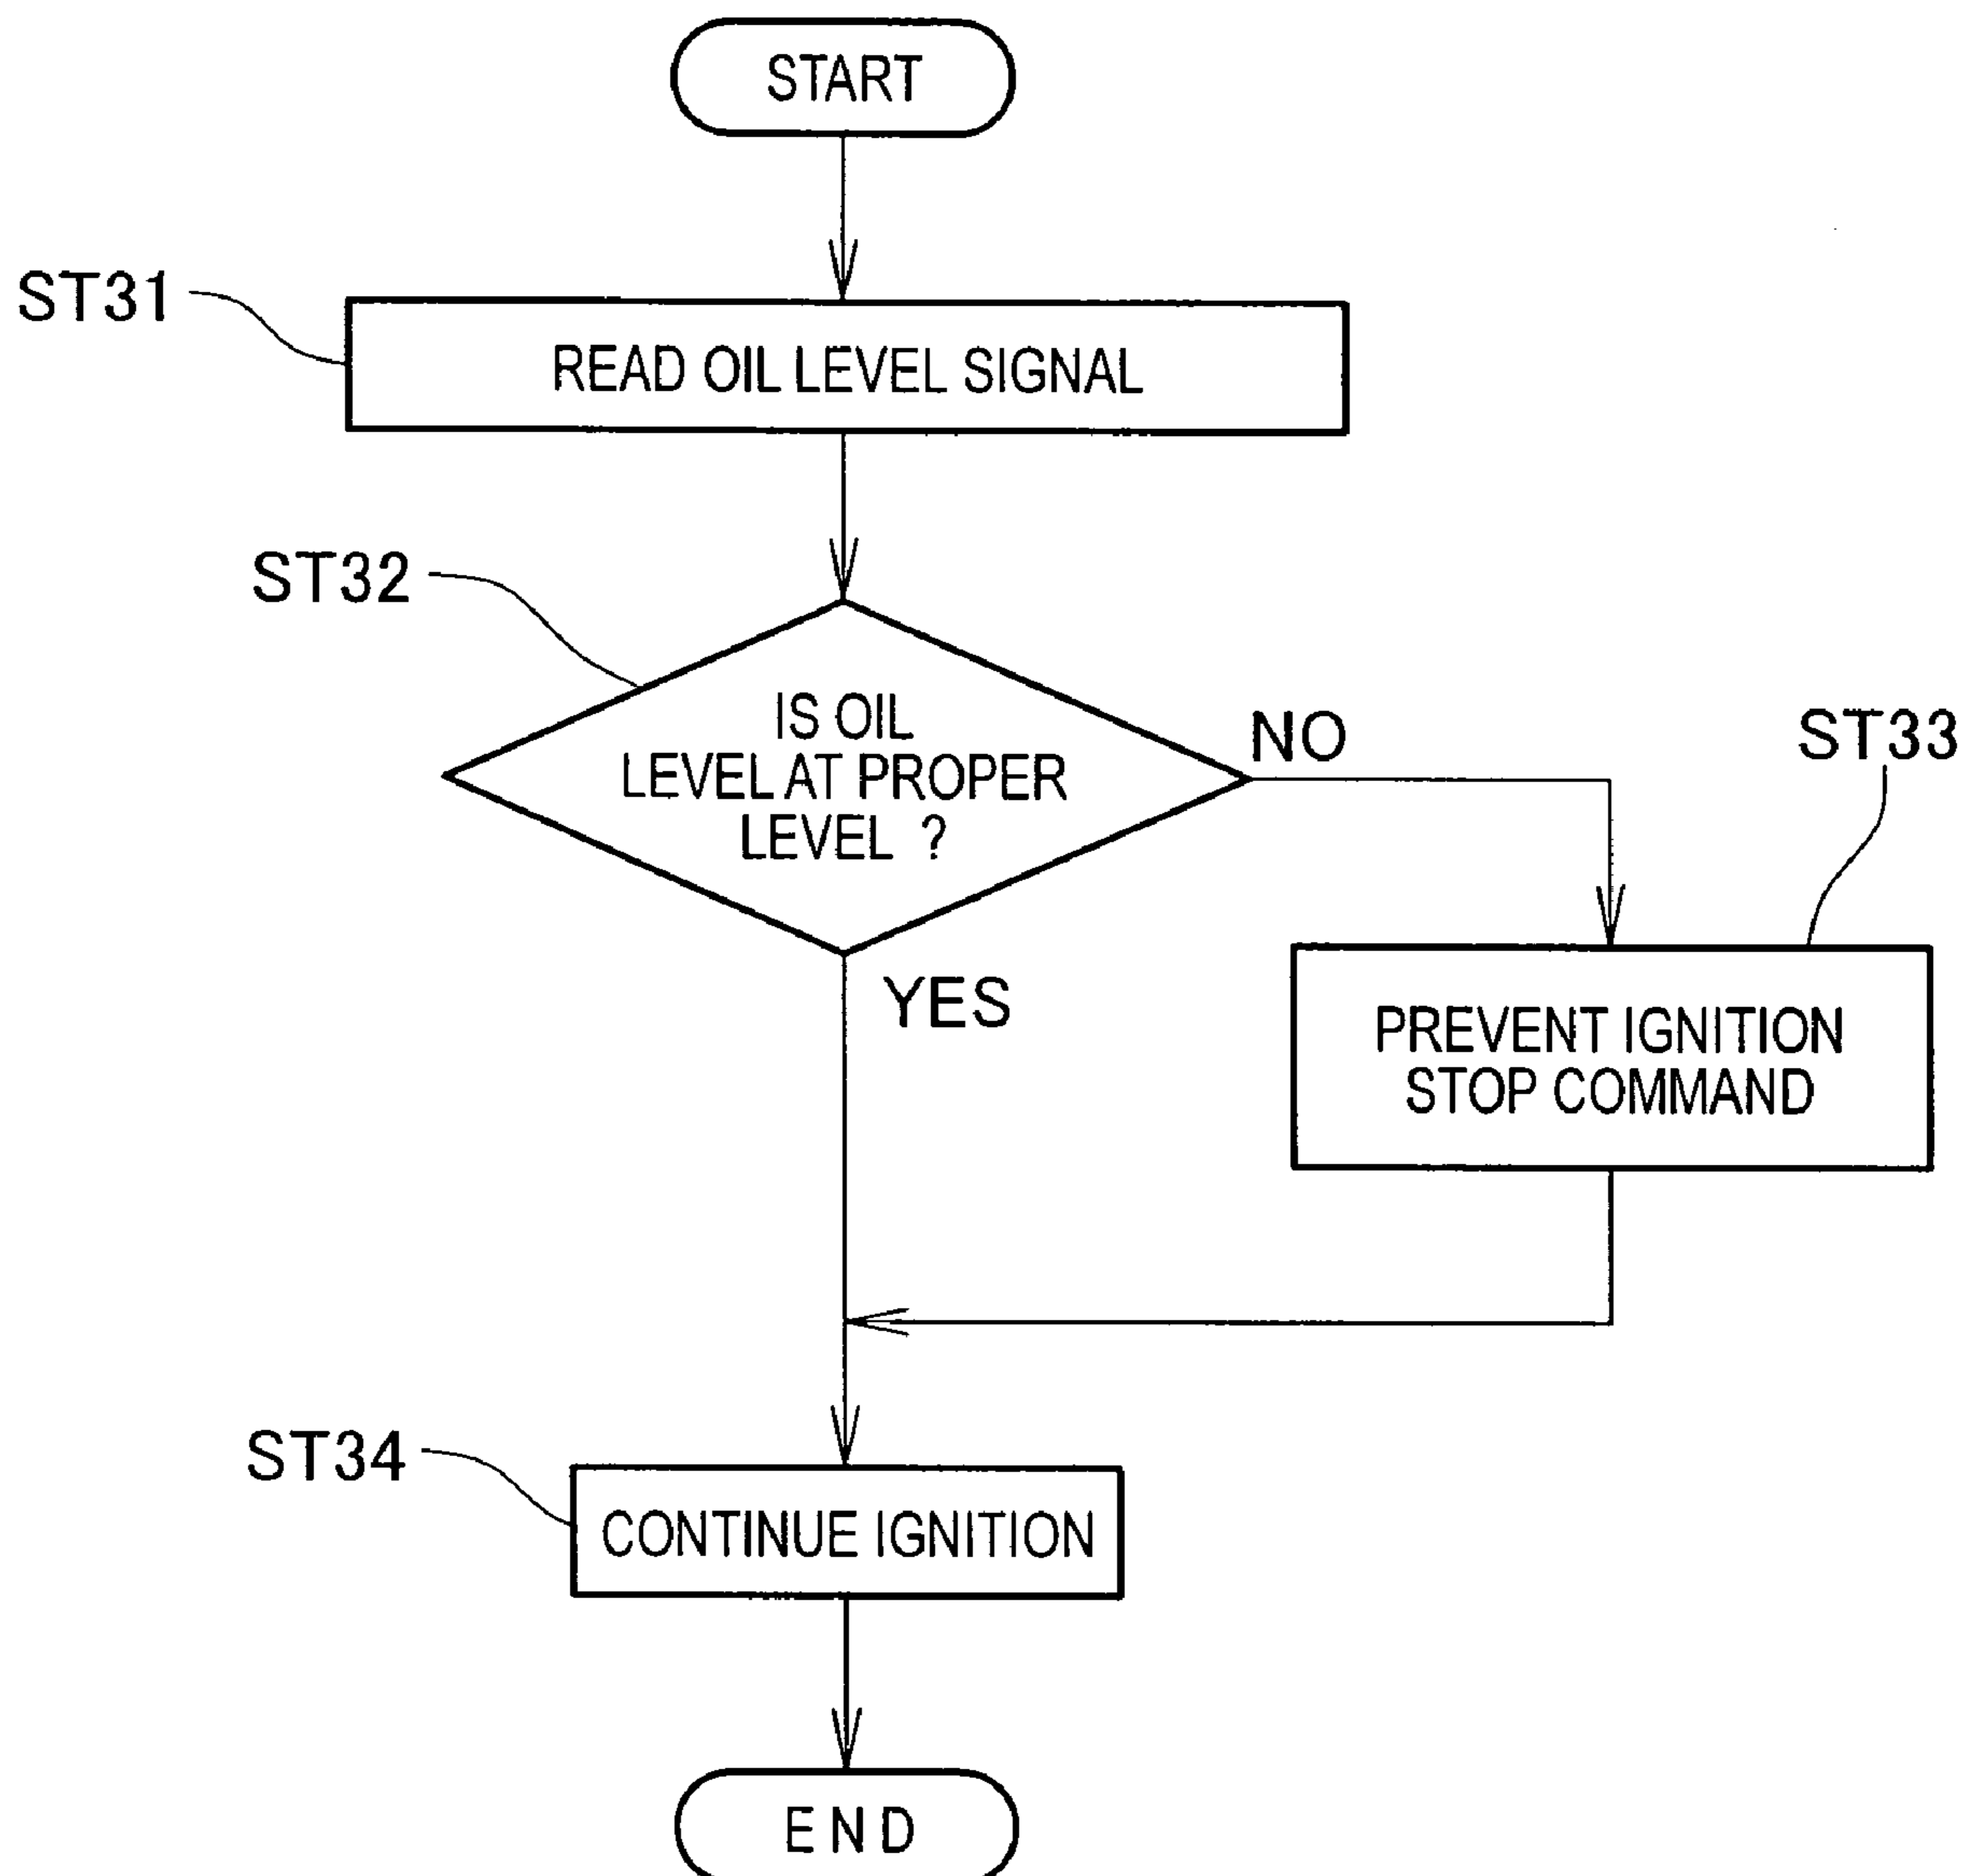 START
ST31
READ OIL LEVEL SIGNAL
ST32
IS OIL
LEVEL AT PROPER
LEVEL ?
NO
ST33
YES
PREVENT IGNITION
STOP COMMAND
ST34
CONTINUE IGNITION
END